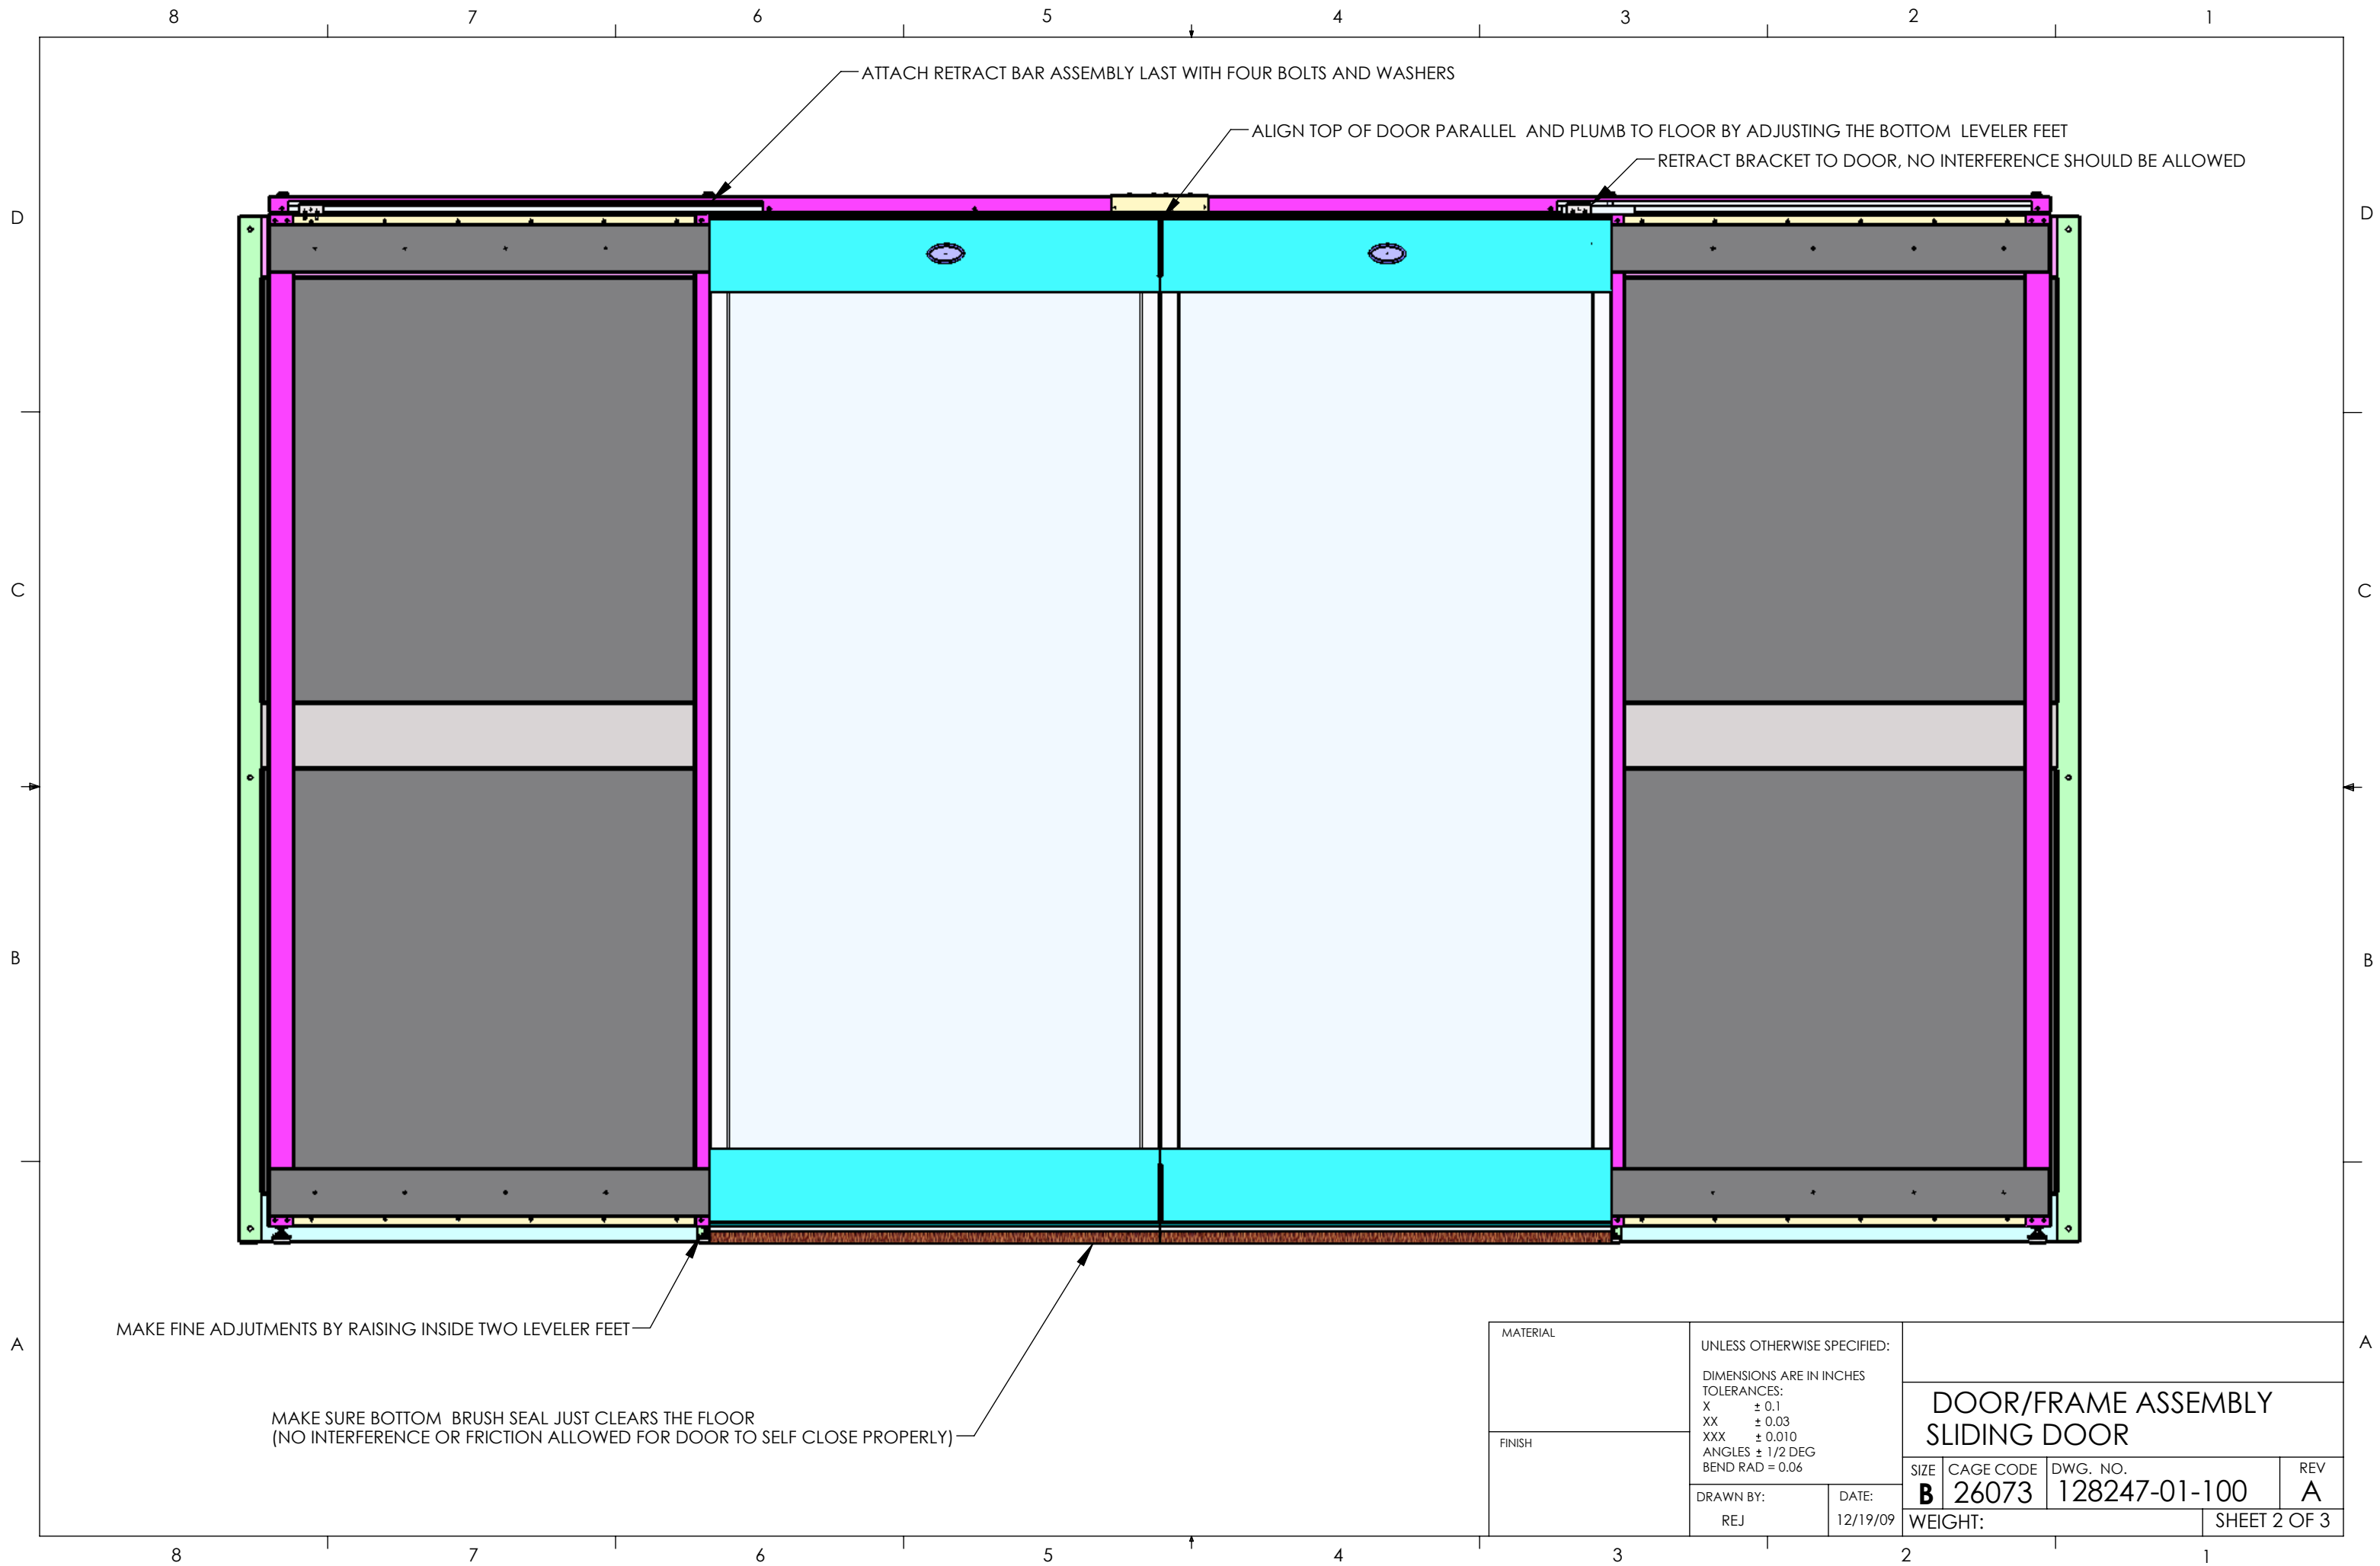 8 7 6 5 4 3 2 1
ATTACH RETRACT BAR ASSEMBLY LAST WITH FOUR BOLTS AND WASHERS
ALIGN TOP OF DOOR PARALLEL AND PLUMB TO FLOOR BY ADJUSTING THE BOTTOM LEVELER FEET
RETRACT BRACKET TO DOOR, NO INTERFERENCE SHOULD BE ALLOWED
D D
C C
B B
A A
MAKE FINE ADJUTMENTS BY RAISING INSIDE TWO LEVELER FEET
MAKE SURE BOTTOM BRUSH SEAL JUST CLEARS THE FLOOR
(NO INTERFERENCE OR FRICTION ALLOWED FOR DOOR TO SELF CLOSE PROPERLY)
MATERIAL
FINISH
UNLESS OTHERWISE SPECIFIED:
DIMENSIONS ARE IN INCHES
TOLERANCES:
X ± 0.1
XX ± 0.03
XXX ± 0.010
ANGLES ± 1/2 DEG
BEND RAD = 0.06
DRAWN BY:
REJ
DATE:
12/19/09
DOOR/FRAME ASSEMBLY
SLIDING DOOR
SIZE
B
CAGE CODE
26073
DWG. NO.
128247-01-100
REV
A
WEIGHT:
SHEET 2 OF 3
8 7 6 5 4 3 2 1